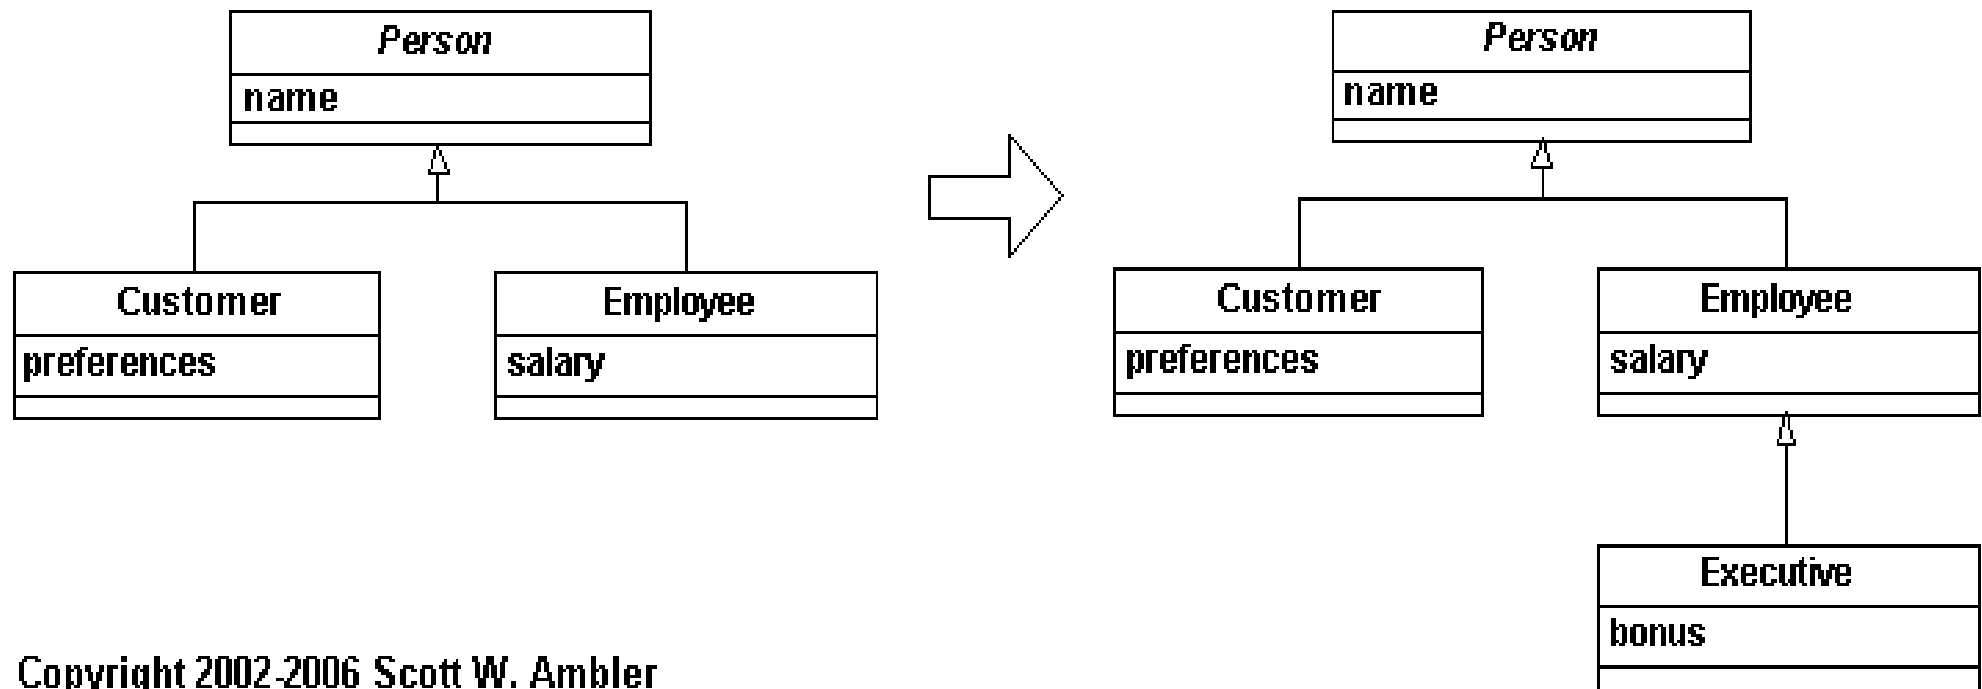 Person
name
Customer
preferences
Employee
salary
Person
name
Customer
preferences
Employee
salary
Executive
bonus
Copyright 2002-2006 Scott W. Ambler